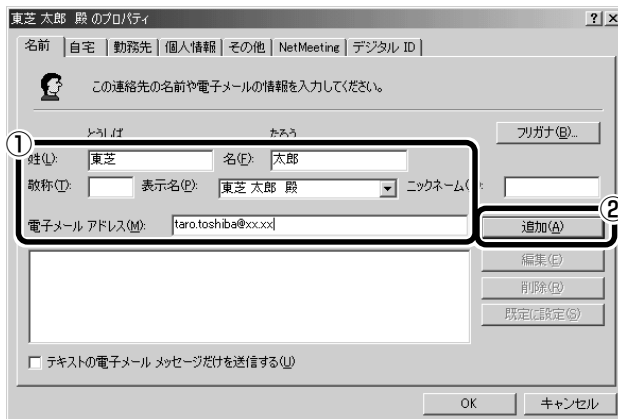 東芝 太郎 殿 のプロパティ
名前 自宅 勤務先 個人情報 その他 NetMeeting デジタル ID
この連絡先の名前や電子メールの情報を入力してください。
とうしば たろう フリガナ(B)...
①
姓(L): 東芝 名(F): 太郎
敬称(T): 表示名(P): 東芝 太郎 殿 ニックネーム(
②
電子メール アドレス(M): taro.toshiba@xx.xx 追加(A)
編集(E)
削除(R)
既定に設定(S)
テキストの電子メール メッセージだけを送信する(U)
OK キャンセル